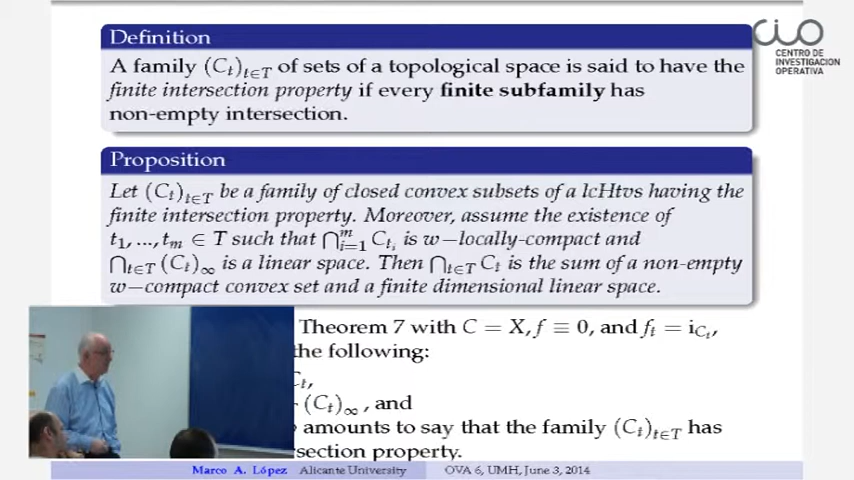 Definition
A family (C_t)_{t∈T} of sets of a topological space is said to have the
finite intersection property if every finite subfamily has
non-empty intersection.
Proposition
Let (C_t)_{t∈T} be a family of closed convex subsets of a lcHtvs having the
finite intersection property. Moreover, assume the existence of
t_1, ..., t_m ∈ T such that ⋂_{i=1}^m C_{t_i} is w−locally-compact and
⋂_{t∈T} (C_t)_∞ is a linear space. Then ⋂_{t∈T} C_t is the sum of a non-empty
w−compact convex set and a finite dimensional linear space.
Theorem 7 with C = X, f ≡ 0, and f_t = i_{C_t},
the following:
C_t,
(C_t)_∞ , and
amounts to say that the family (C_t)_{t∈T} has
section property.
Marco A. López Alicante University OVA 6, UMH, June 3, 2014
CIO
CENTRO DE
INVESTIGACION
OPERATIVA